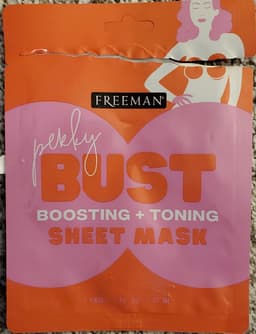 FREEMAN®
perky
BUST
BOOSTING + TONING
SHEET MASK